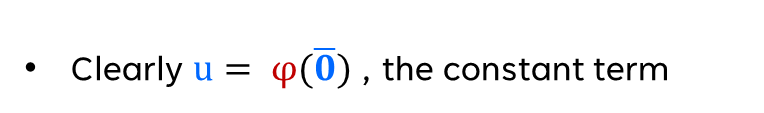 • Clearly u = φ(0̅) , the constant term